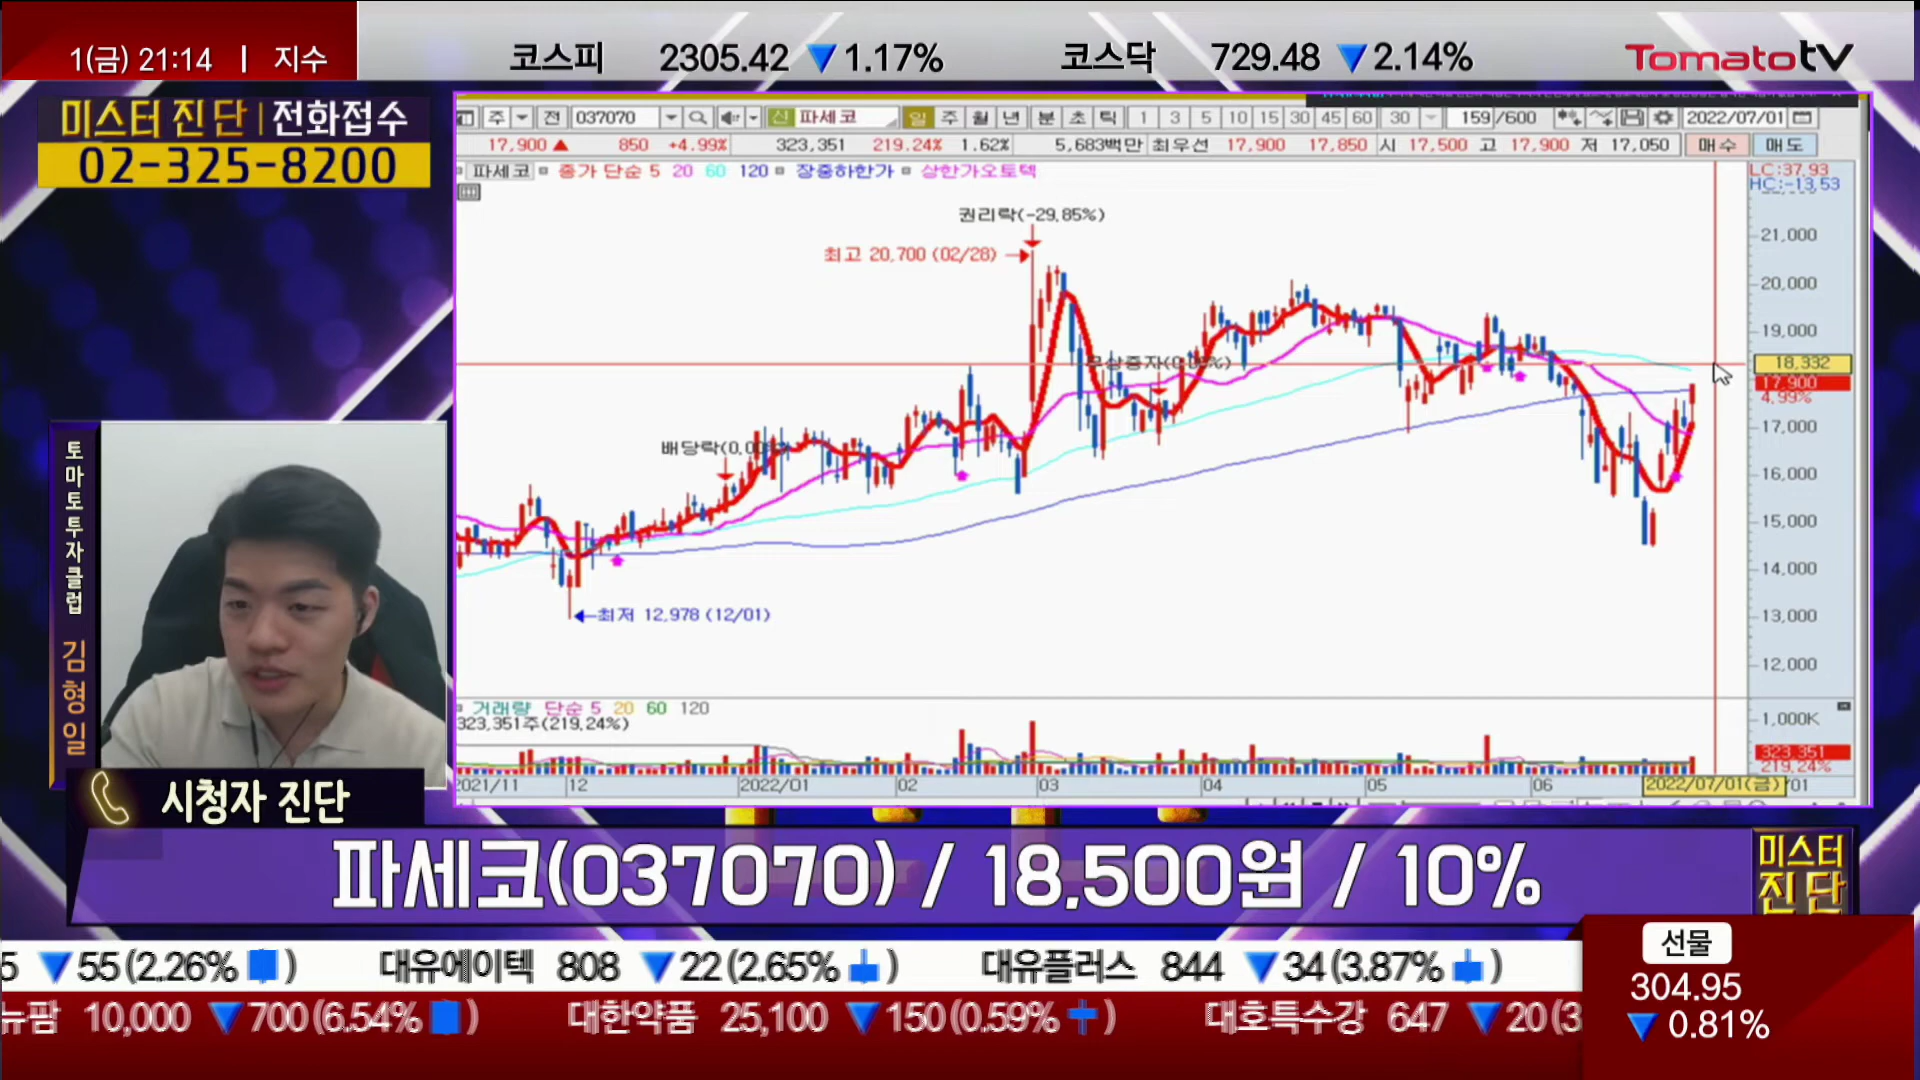 1(금) 21:14 | 지수
코스피 2305.42 ▼1.17% 코스닥 729.48 ▼2.14%
Tomatotv
미스터 진단 | 전화접수
02-325-8200
주 전 037070 신 파세코 일 주 월 년 분 초 틱 1 3 5 10 15 30 45 60 30 159/600 2022/07/01
17,900 ▲ 850 +4.99% 323,351 219.24% 1.62% 5,683백만 최우선 17,900 17,850 시 17,500 고 17,900 저 17,050 매수 매도
파세코 종가 단순 5 20 60 120 장중하한가 상한가오토텍
LC:37.93
HC:-13.53
권리락(-29.85%)
최고 20,700 (02/28)
21,000
20,000
19,000
18,332
17,900
4.99%
17,000
16,000
15,000
14,000
13,000
12,000
무상증자(0.00%)
배당락(0.00%)
최저 12,978 (12/01)
거래량 단순 5 20 60 120
323,351주(219.24%)
1,000K
323,351
219.24%
2021/11 12 2022/01 02 03 04 05 06 2022/07/01(금) /01
토마토투자클럽
김형일
시청자 진단
파세코(037070) / 18,500원 / 10%
미스터
진단
5 ▼55(2.26% ) 대유에이텍 808 ▼22(2.65% ) 대유플러스 844 ▼34(3.87% )
뉴팜 10,000 ▼700(6.54% ) 대한약품 25,100 ▼150(0.59% ) 대호특수강 647 ▼20(3
선물
304.95
▼ 0.81%